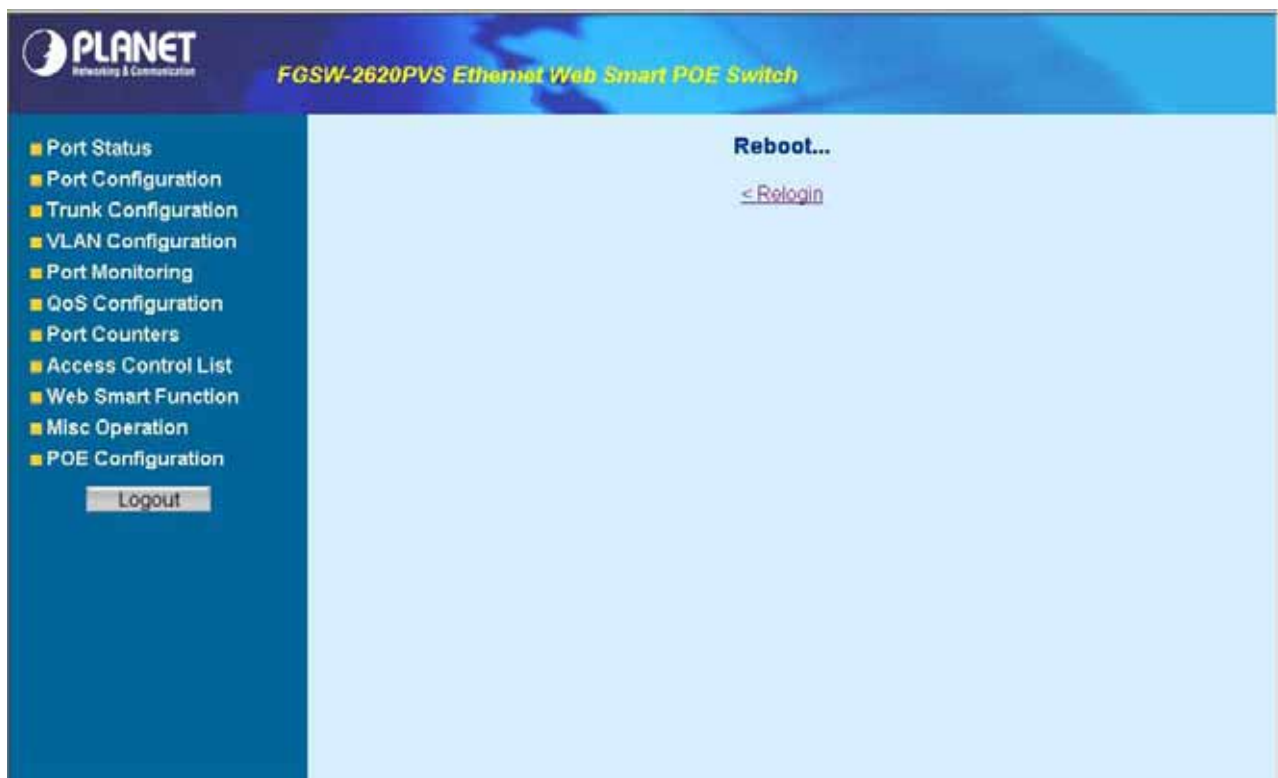 PLANET
Networking & Communication
FGSW-2620PVS Ethernet Web Smart POE Switch
Port Status
Port Configuration
Trunk Configuration
VLAN Configuration
Port Monitoring
QoS Configuration
Port Counters
Access Control List
Web Smart Function
Misc Operation
POE Configuration
Logout
Reboot...
< Relogin